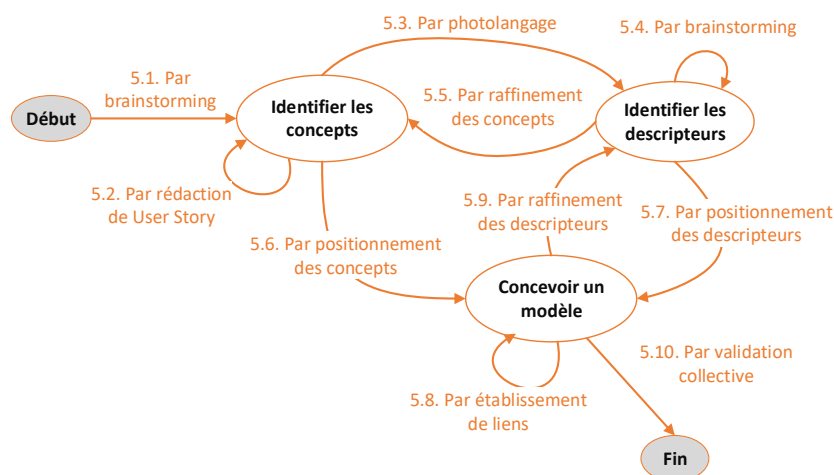 5.3. Par photolangage
5.4. Par brainstorming
5.1. Par
brainstorming
Début
Identifier les
concepts
5.5. Par raffinement
des concepts
Identifier les
descripteurs
5.2. Par rédaction
de User Story
5.6. Par positionnement
des concepts
5.9. Par raffinement
des descripteurs
5.7. Par positionnement
des descripteurs
Concevoir un
modèle
5.8. Par établissement
de liens
5.10. Par validation
collective
Fin